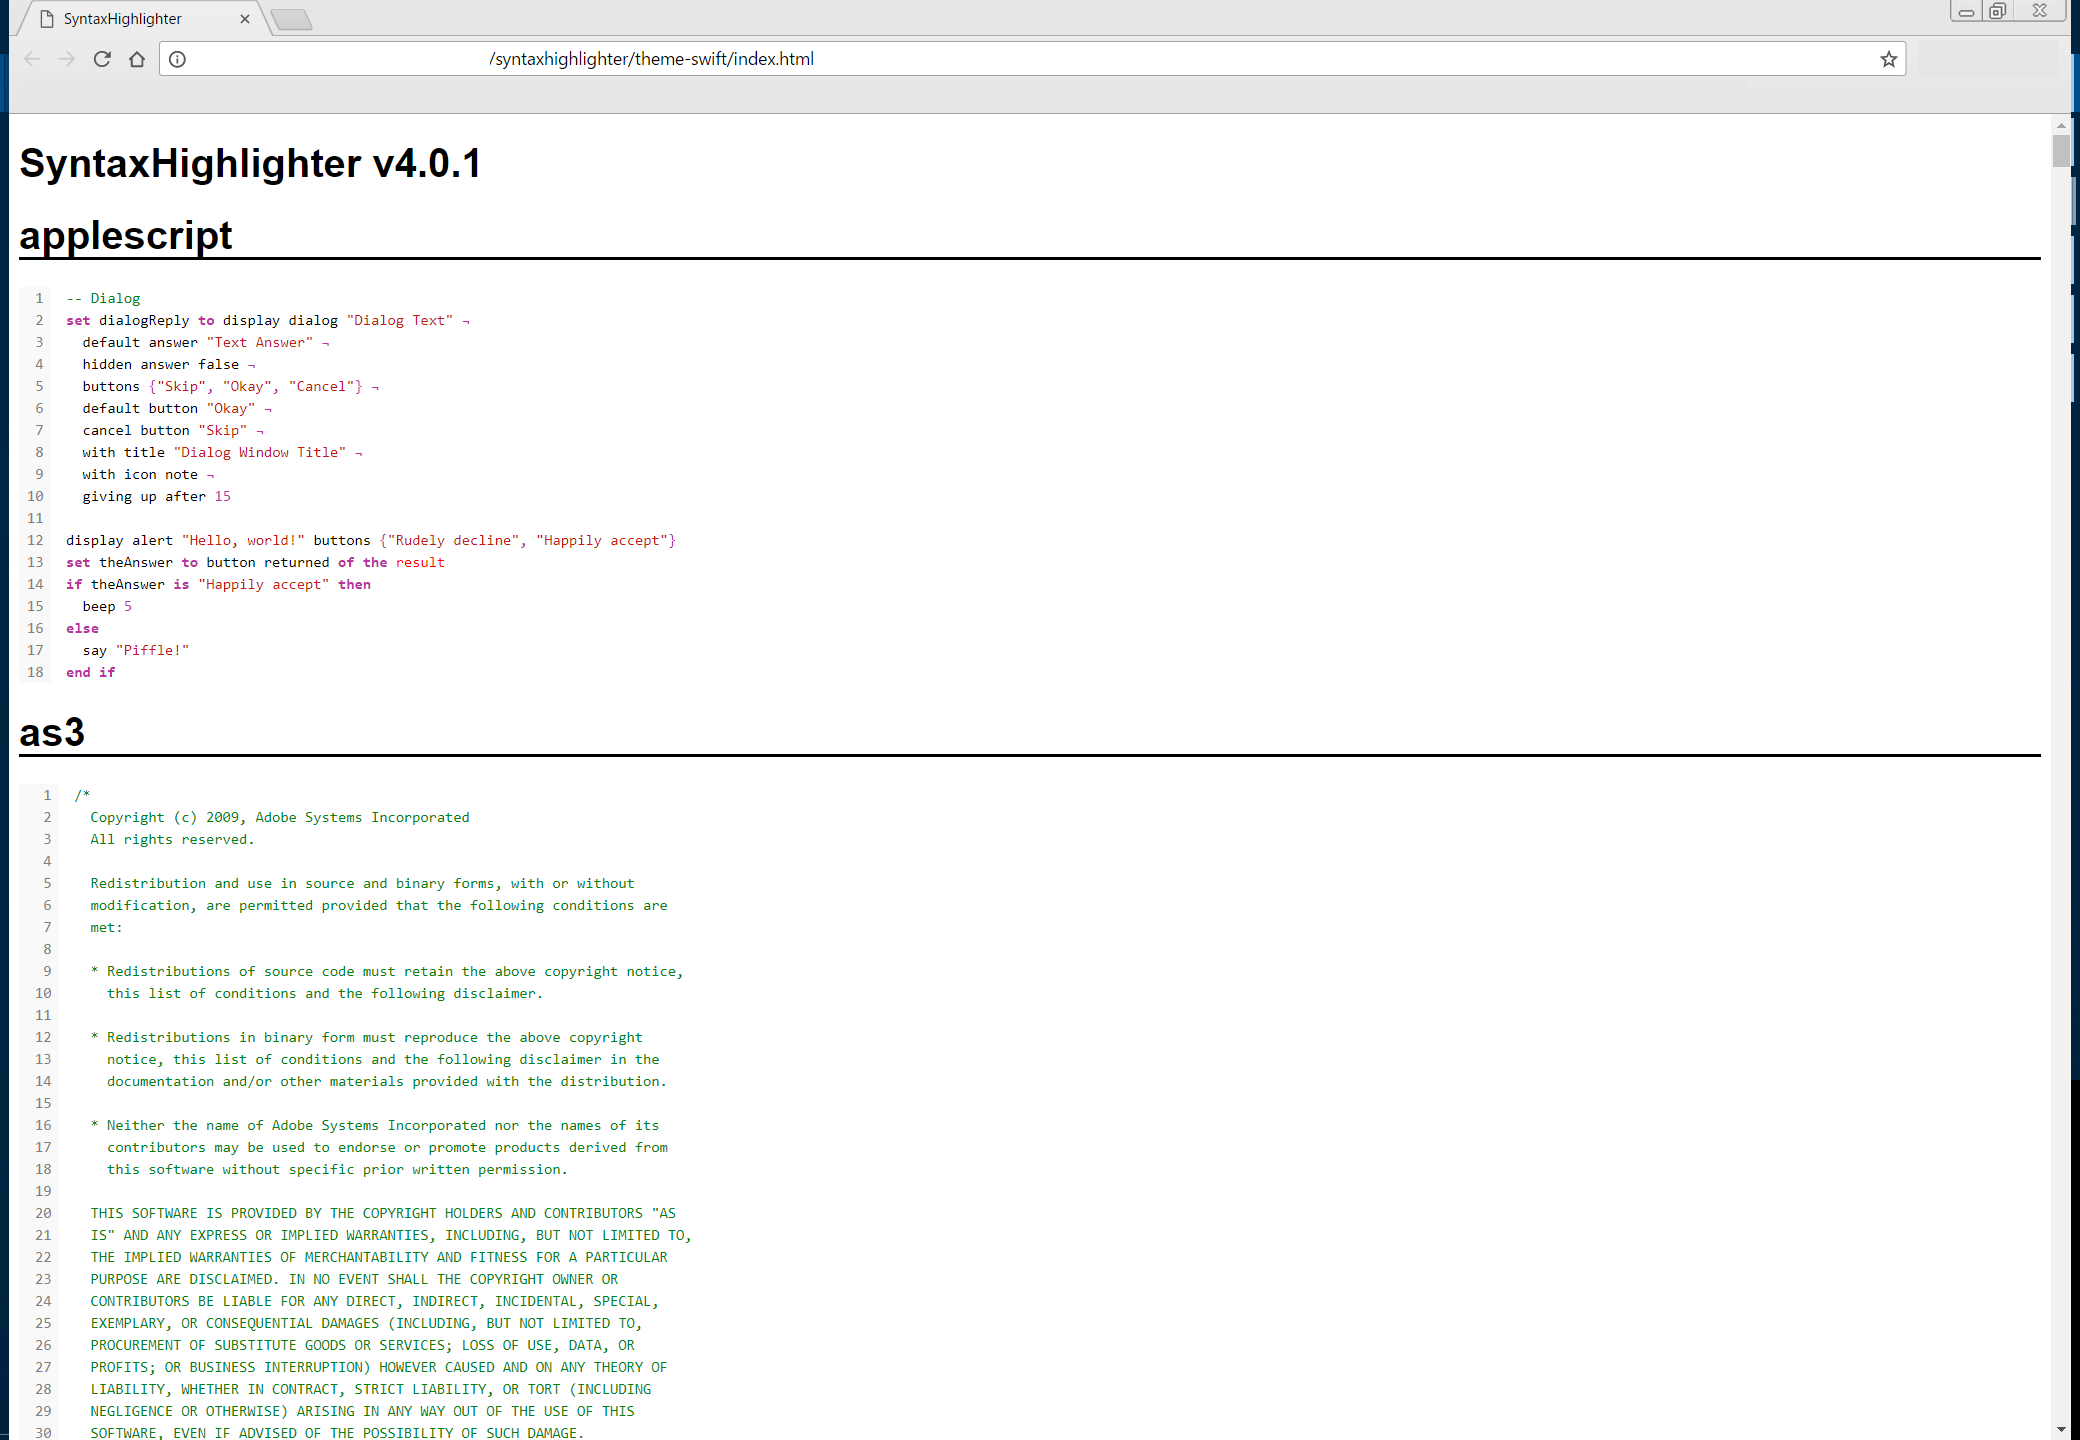 SyntaxHighlighter
/syntaxhighlighter/theme-swift/index.html
SyntaxHighlighter v4.0.1
applescript
1 -- Dialog
2 set dialogReply to display dialog "Dialog Text" ¬
3 default answer "Text Answer" ¬
4 hidden answer false ¬
5 buttons {"Skip", "Okay", "Cancel"} ¬
6 default button "Okay" ¬
7 cancel button "Skip" ¬
8 with title "Dialog Window Title" ¬
9 with icon note ¬
10 giving up after 15
11
12 display alert "Hello, world!" buttons {"Rudely decline", "Happily accept"}
13 set theAnswer to button returned of the result
14 if theAnswer is "Happily accept" then
15 beep 5
16 else
17 say "Piffle!"
18 end if
as3
1 /*
2 Copyright (c) 2009, Adobe Systems Incorporated
3 All rights reserved.
4
5 Redistribution and use in source and binary forms, with or without
6 modification, are permitted provided that the following conditions are
7 met:
8
9 * Redistributions of source code must retain the above copyright notice,
10 this list of conditions and the following disclaimer.
11
12 * Redistributions in binary form must reproduce the above copyright
13 notice, this list of conditions and the following disclaimer in the
14 documentation and/or other materials provided with the distribution.
15
16 * Neither the name of Adobe Systems Incorporated nor the names of its
17 contributors may be used to endorse or promote products derived from
18 this software without specific prior written permission.
19
20 THIS SOFTWARE IS PROVIDED BY THE COPYRIGHT HOLDERS AND CONTRIBUTORS "AS
21 IS" AND ANY EXPRESS OR IMPLIED WARRANTIES, INCLUDING, BUT NOT LIMITED TO,
22 THE IMPLIED WARRANTIES OF MERCHANTABILITY AND FITNESS FOR A PARTICULAR
23 PURPOSE ARE DISCLAIMED. IN NO EVENT SHALL THE COPYRIGHT OWNER OR
24 CONTRIBUTORS BE LIABLE FOR ANY DIRECT, INDIRECT, INCIDENTAL, SPECIAL,
25 EXEMPLARY, OR CONSEQUENTIAL DAMAGES (INCLUDING, BUT NOT LIMITED TO,
26 PROCUREMENT OF SUBSTITUTE GOODS OR SERVICES; LOSS OF USE, DATA, OR
27 PROFITS; OR BUSINESS INTERRUPTION) HOWEVER CAUSED AND ON ANY THEORY OF
28 LIABILITY, WHETHER IN CONTRACT, STRICT LIABILITY, OR TORT (INCLUDING
29 NEGLIGENCE OR OTHERWISE) ARISING IN ANY WAY OUT OF THE USE OF THIS
30 SOFTWARE, EVEN IF ADVISED OF THE POSSIBILITY OF SUCH DAMAGE.